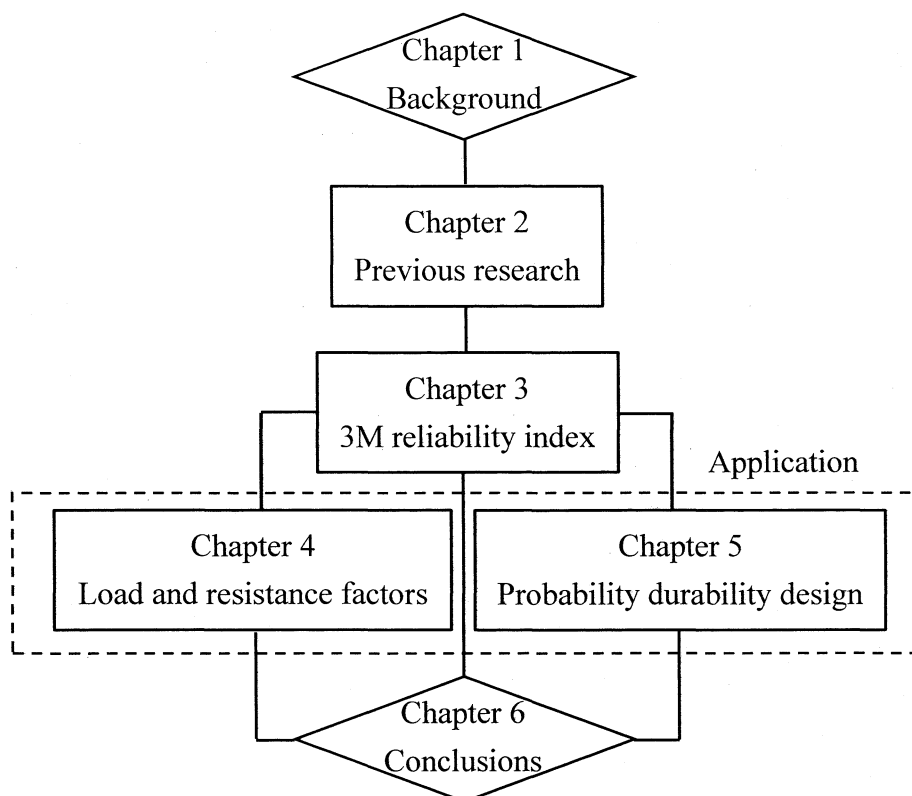 Chapter 1
Background
Chapter 2
Previous research
Chapter 3
3M reliability index
Application
Chapter 4
Load and resistance factors
Chapter 5
Probability durability design
Chapter 6
Conclusions